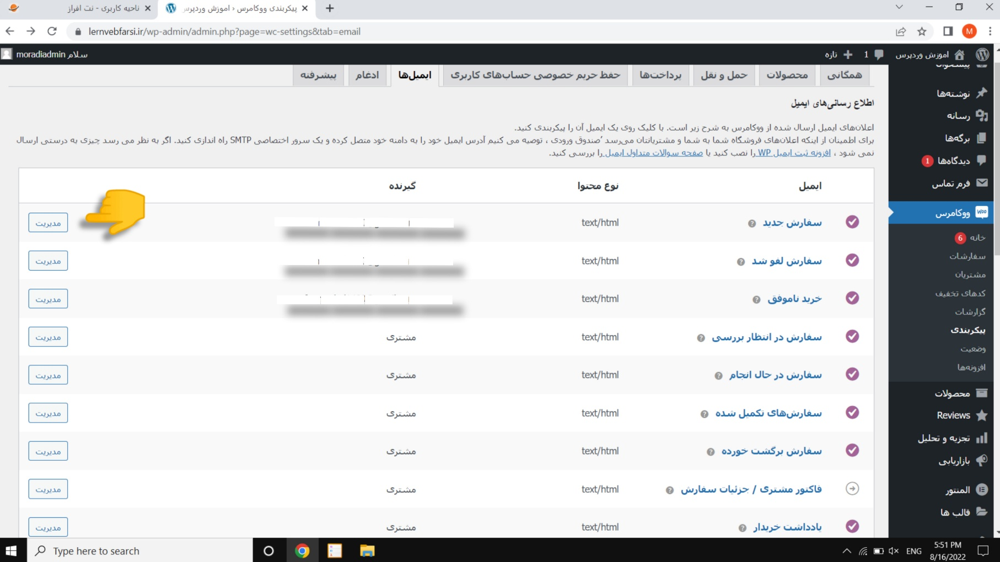 ناحیه کاربری - نت افراز
پیکربندی ووکامرس ‹ اموزش وردپرس
lernvebfarsi.ir/wp-admin/admin.php?page=wc-settings&tab=email
M
اموزش وردپرس
1
تازه
سلام moradiadmin
همگانی
محصولات
حمل و نقل
پرداخت‌ها
حفظ حریم خصوصی حساب‌های کاربری
ایمیل‌ها
ادغام
پیشرفته
اطلاع رسانی‌های ایمیل
اعلان‌های ایمیل ارسال شده از ووکامرس به شرح زیر است. با کلیک روی یک ایمیل آن را پیکربندی کنید.
برای اطمینان از اینکه اعلان‌های فروشگاه شما به شما و مشتریانتان می‌رسد ’صندوق ورودی ، توصیه می کنیم آدرس ایمیل خود را به دامنه خود متصل کرده و یک سرور اختصاصی SMTP راه اندازی کنید. اگر به نظر می رسد چیزی به درستی ارسال
نمی شود ، افزونه ثبت ایمیل WP را نصب کنید یا صفحه سوالات متداول ایمیل را بررسی کنید.
ایمیل
نوع محتوا
گیرنده
سفارش جدید
text/html
مدیریت
سفارش لغو شد
text/html
مدیریت
خرید ناموفق
text/html
مدیریت
سفارش در انتظار بررسی
text/html
مشتری
مدیریت
سفارش در حال انجام
text/html
مشتری
مدیریت
سفارش‌های تکمیل شده
text/html
مشتری
مدیریت
سفارش برگشت خورده
text/html
مشتری
مدیریت
فاکتور مشتری / جزئیات سفارش
text/html
مشتری
مدیریت
یادداشت خریدار
text/html
مشتری
مدیریت
پیشخوان
نوشته‌ها
رسانه
برگه‌ها
دیدگاه‌ها 1
فرم تماس
ووکامرس
خانه 6
سفارشات
مشتریان
کدهای تخفیف
گزارشات
پیکربندی
وضعیت
افزونه‌ها
محصولات
Reviews
تجزیه و تحلیل
بازاریابی
المنتور
قالب ها
Type here to search
ENG
5:51 PM
8/16/2022